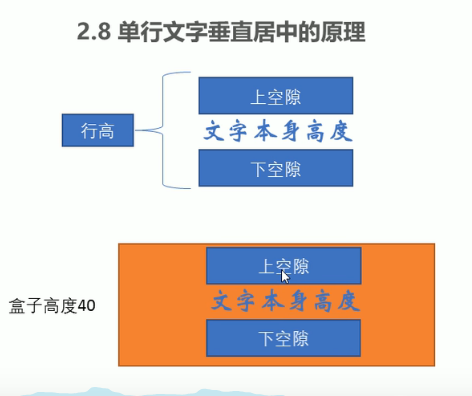 2.8 单行文字垂直居中的原理
上空隙
行高
文字本身高度
下空隙
上空隙
盒子高度40
文字本身高度
下空隙